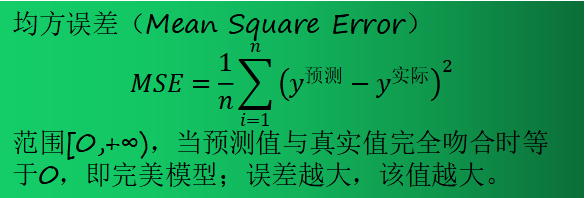 均方误差（Mean Square Error）
MSE = \frac{1}{n}\sum_{i=1}^{n}(y^{预测} − y^{实际})^2
范围[0,+∞)，当预测值与真实值完全吻合时等
于0，即完美模型；误差越大，该值越大。